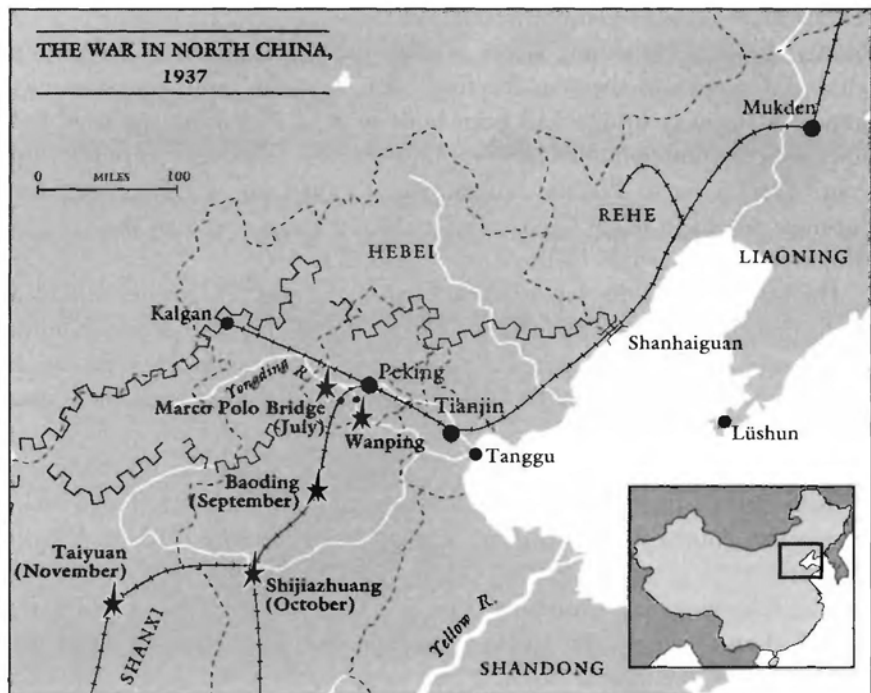 THE WAR IN NORTH CHINA,
1937
0 MILES 100
Mukden
REHE
HEBEI
LIAONING
Kalgan
Shanhaiguan
Yongding R.
Peking
Marco Polo Bridge
(July)
Tianjin
Wanping
Lüshun
Tanggu
Baoding
(September)
Taiyuan
(November)
Shijiazhuang
(October)
Yellow R.
SHANXI
SHANDONG